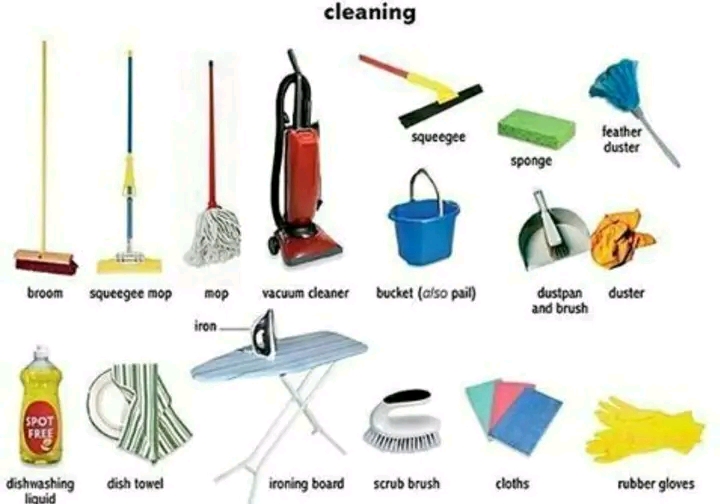 cleaning
squeegee
sponge
feather
duster
broom
squeegee mop
mop
vacuum cleaner
bucket (also pail)
dustpan
and brush
duster
iron
SPOT
FREE
dishwashing
liquid
dish towel
ironing board
scrub brush
cloths
rubber gloves